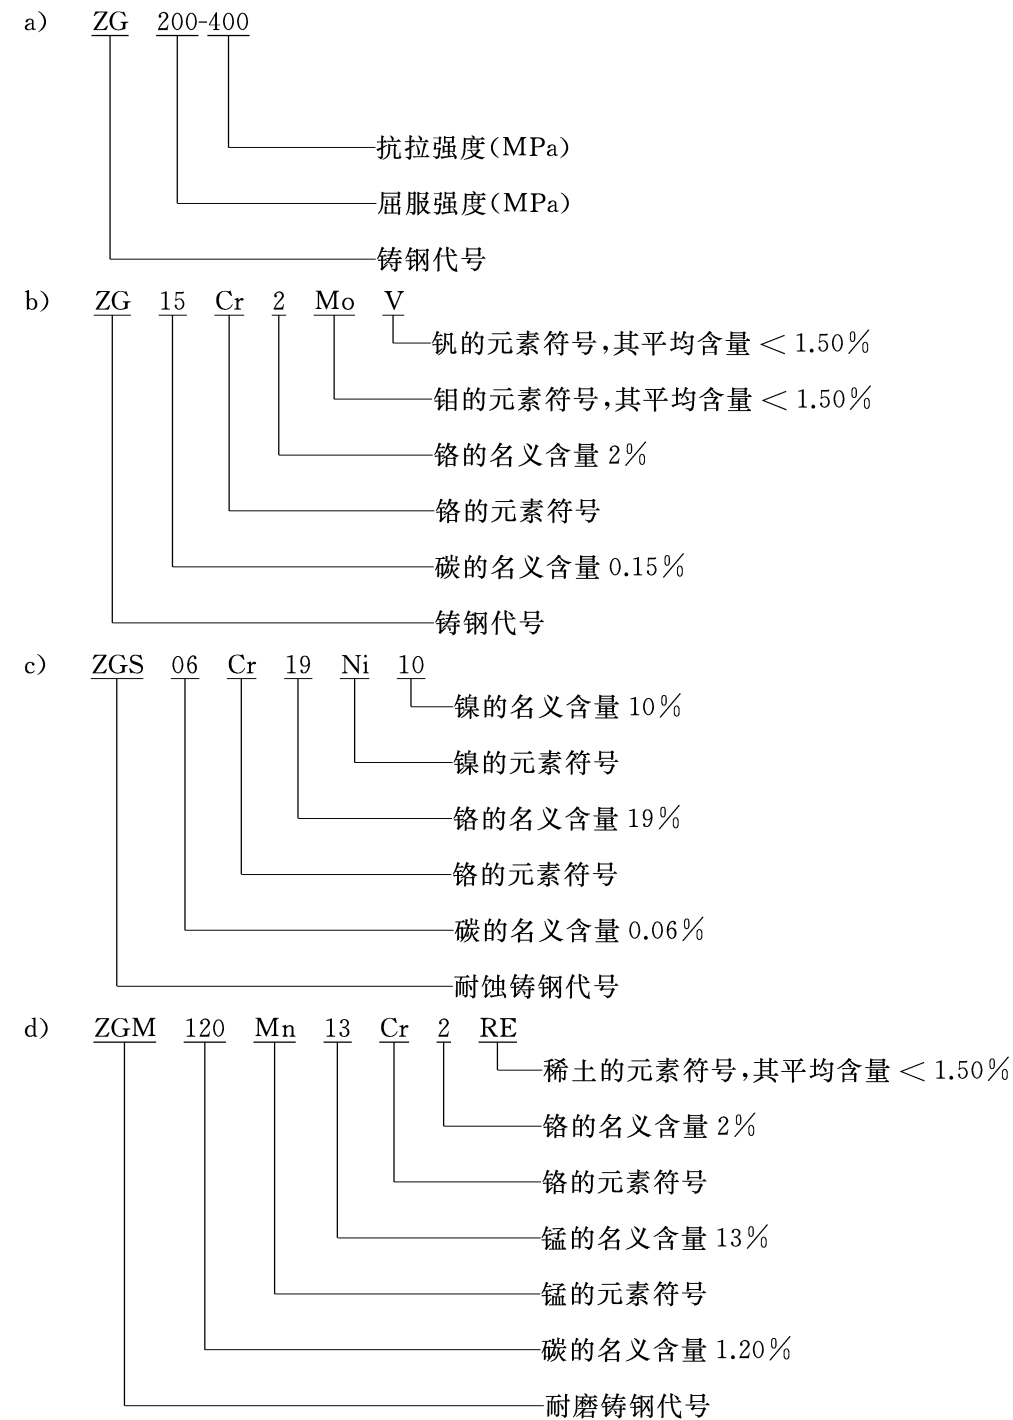 a) ZG 200-400
抗拉强度(MPa)
屈服强度(MPa)
铸钢代号
b) ZG 15 Cr 2 Mo V
钒的元素符号,其平均含量<1.50%
钼的元素符号,其平均含量<1.50%
铬的名义含量 2%
铬的元素符号
碳的名义含量 0.15%
铸钢代号
c) ZGS 06 Cr 19 Ni 10
镍的名义含量 10%
镍的元素符号
铬的名义含量 19%
铬的元素符号
碳的名义含量 0.06%
耐蚀铸钢代号
d) ZGM 120 Mn 13 Cr 2 RE
稀土的元素符号,其平均含量<1.50%
铬的名义含量 2%
铬的元素符号
锰的名义含量 13%
锰的元素符号
碳的名义含量 1.20%
耐磨铸钢代号